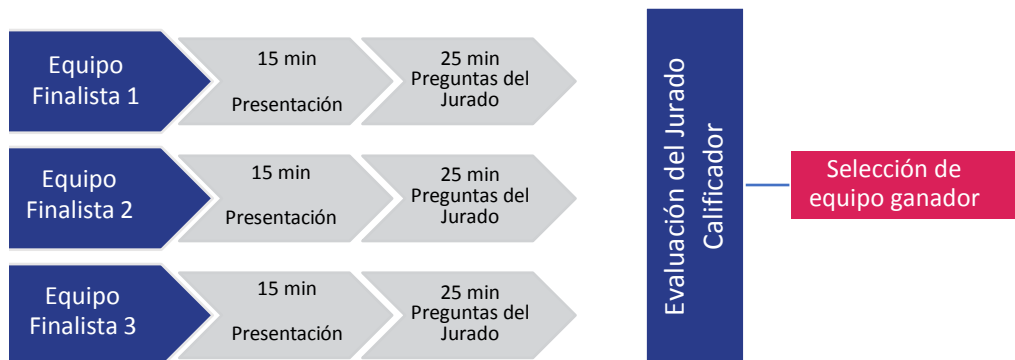 Equipo
Finalista 1
15 min
Presentación
25 min
Preguntas del
Jurado
Equipo
Finalista 2
15 min
Presentación
25 min
Preguntas del
Jurado
Equipo
Finalista 3
15 min
Presentación
25 min
Preguntas del
Jurado
Evaluación del Jurado
Calificador
Selección de
equipo ganador